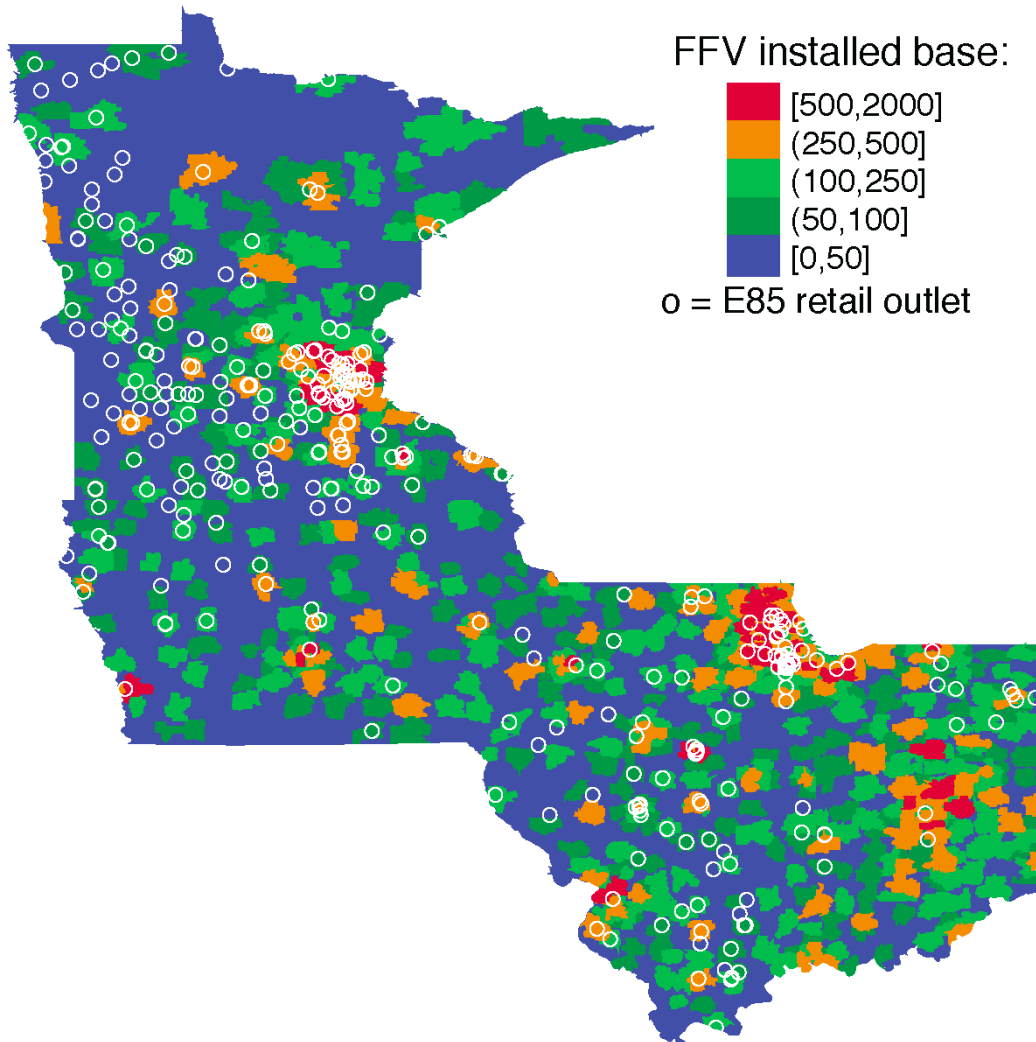 FFV installed base:
[500,2000]
(250,500]
(100,250]
(50,100]
[0,50]
o = E85 retail outlet